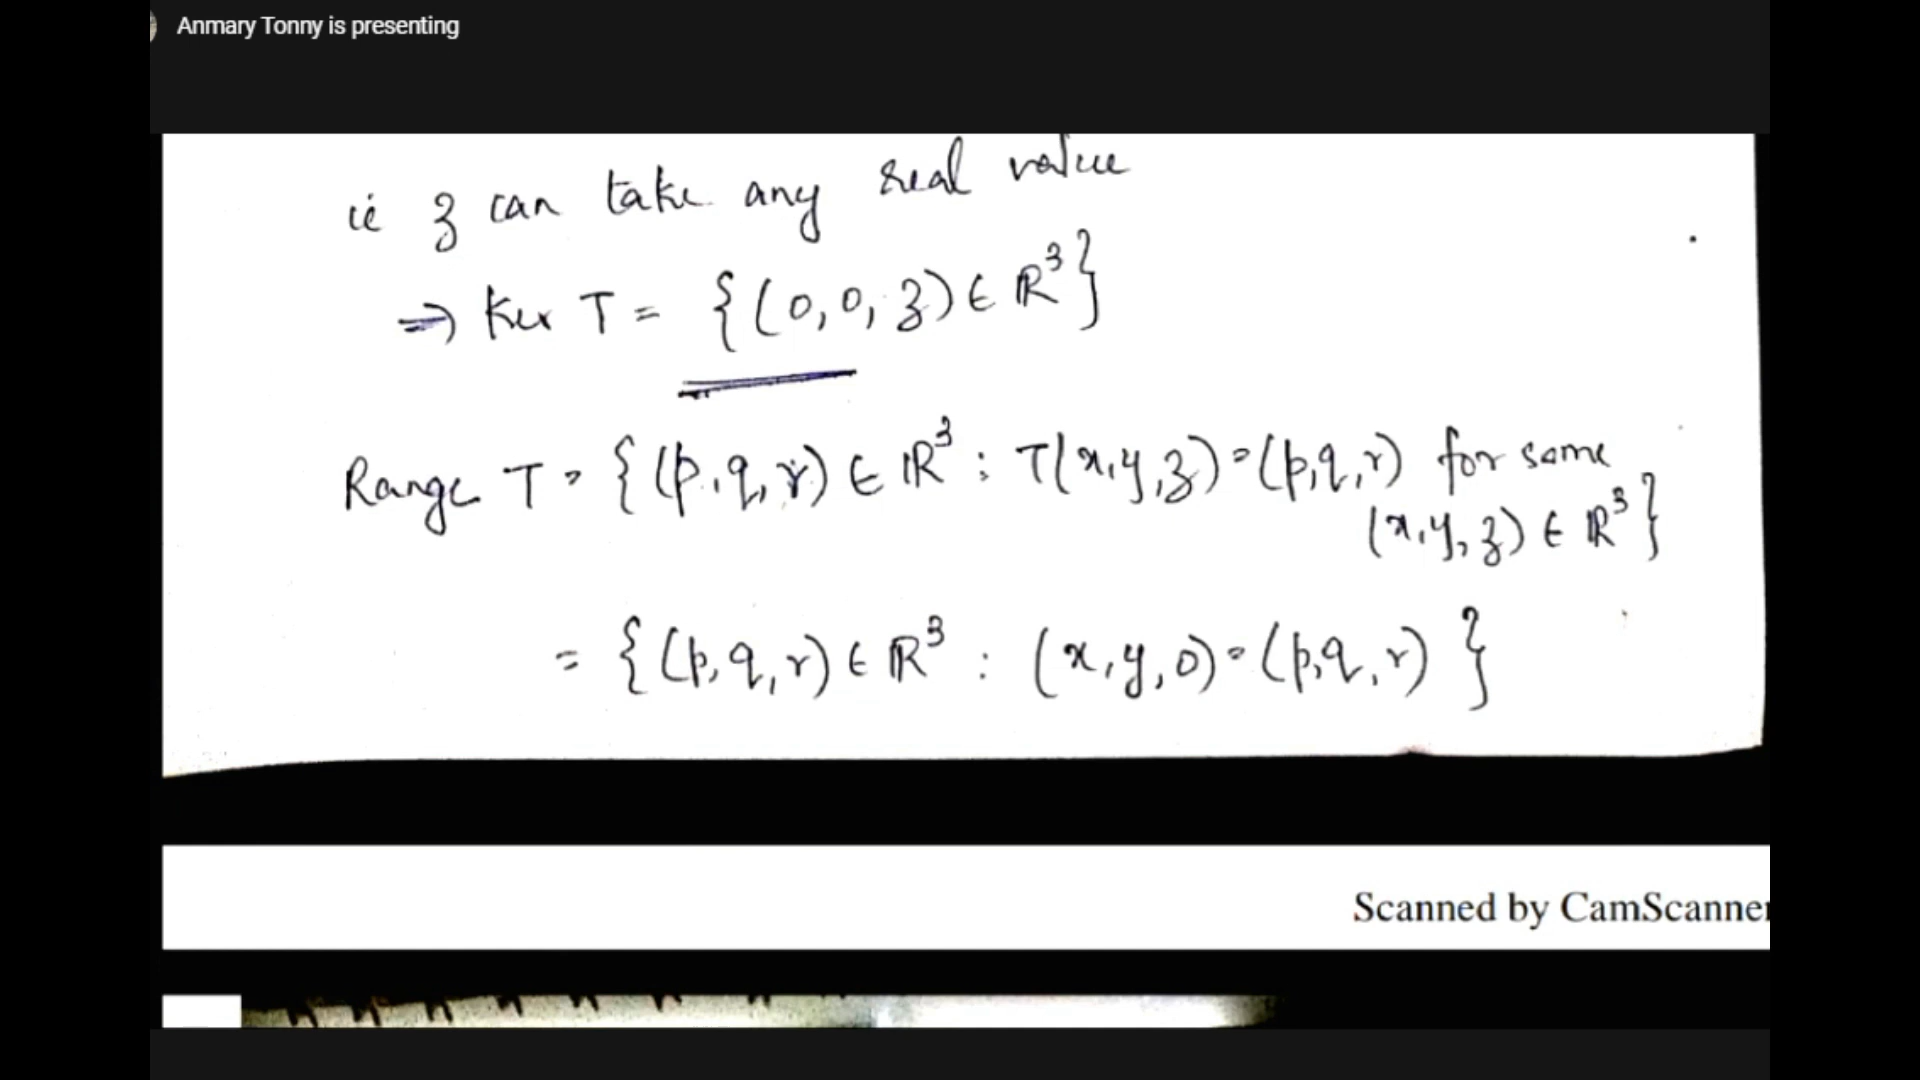 Anmary Tonny is presenting
ie z can take any real value
⇒ Ker T = {(0,0,z) ∈ ℝ³}
Range T = {(p,q,r) ∈ ℝ³ : T(x,y,z) = (p,q,r) for some
(x,y,z) ∈ ℝ³}
= {(p,q,r) ∈ ℝ³ : (x,y,0) = (p,q,r) }
Scanned by CamScanner